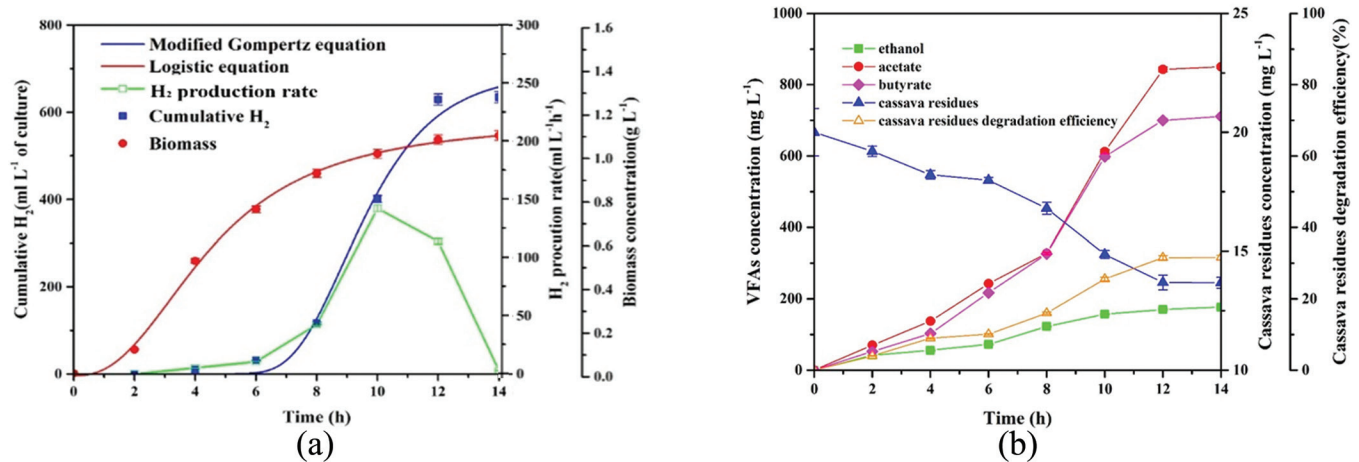 800
600
400
200
0
Cumulative H2(ml L-1 of culture)
Modified Gompertz equation
Logistic equation
H2 production rate
Cumulative H2
Biomass
300
250
200
150
100
50
0
H2 procution rate(ml L-1h-1)
1.6
1.4
1.2
1.0
0.8
0.6
0.4
0.2
0.0
Biomass concentration(g L-1)
0 2 4 6 8 10 12 14
Time (h)
(a)
1000
800
600
400
200
0
VFAs concentration (mg L-1)
ethanol
acetate
butyrate
cassava residues
cassava residues degradation efficiency
25
20
15
10
Cassava residues concentration (mg L-1)
100
80
60
40
20
0
Cassava residues degradation efficiency(%)
0 2 4 6 8 10 12 14
Time (h)
(b)